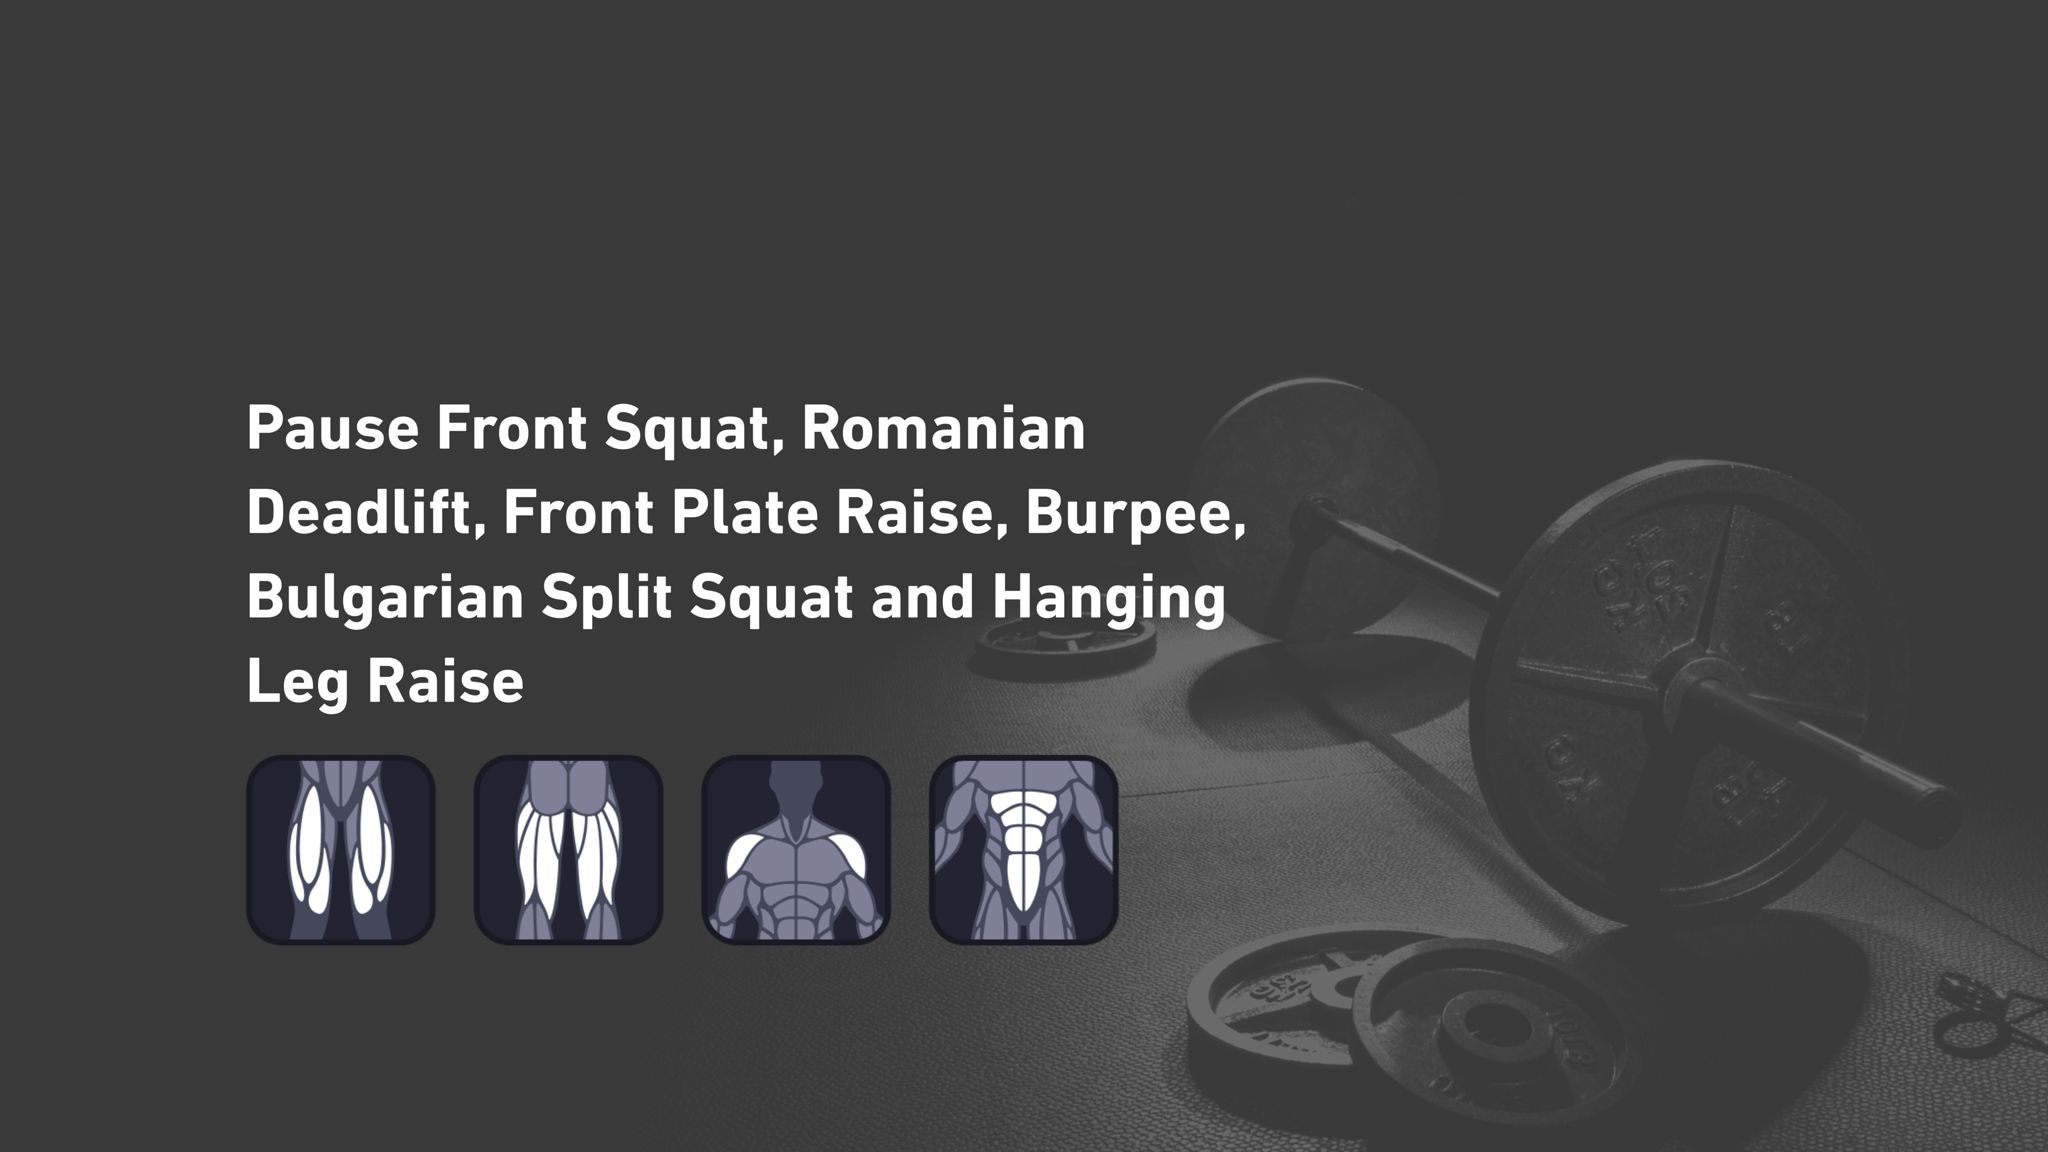 Pause Front Squat, Romanian
Deadlift, Front Plate Raise, Burpee,
Bulgarian Split Squat and Hanging
Leg Raise